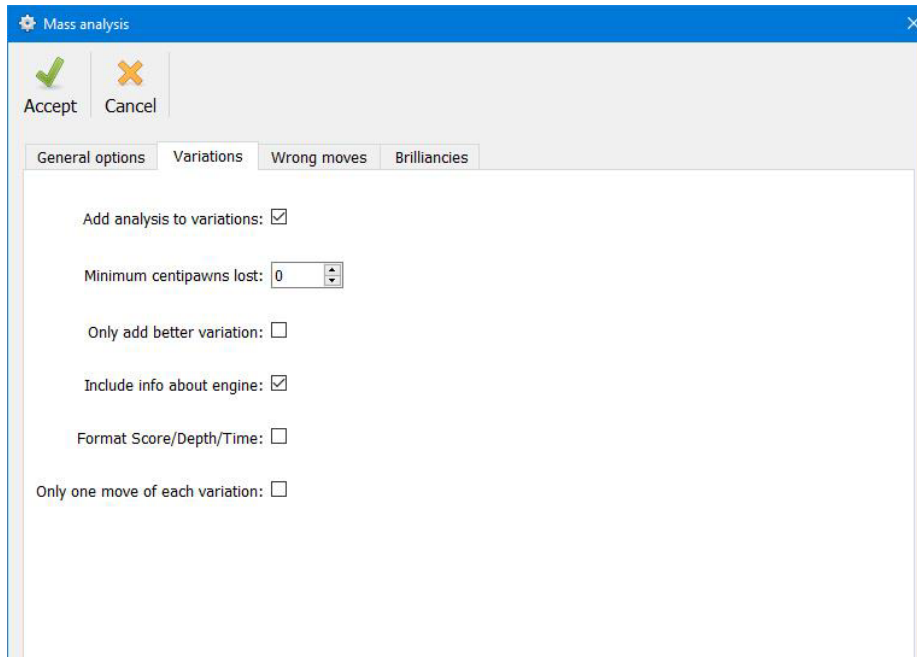 Mass analysis
Accept Cancel
General options Variations Wrong moves Brilliancies
Add analysis to variations:
Minimum centipawns lost: 0
Only add better variation:
Include info about engine:
Format Score/Depth/Time:
Only one move of each variation: